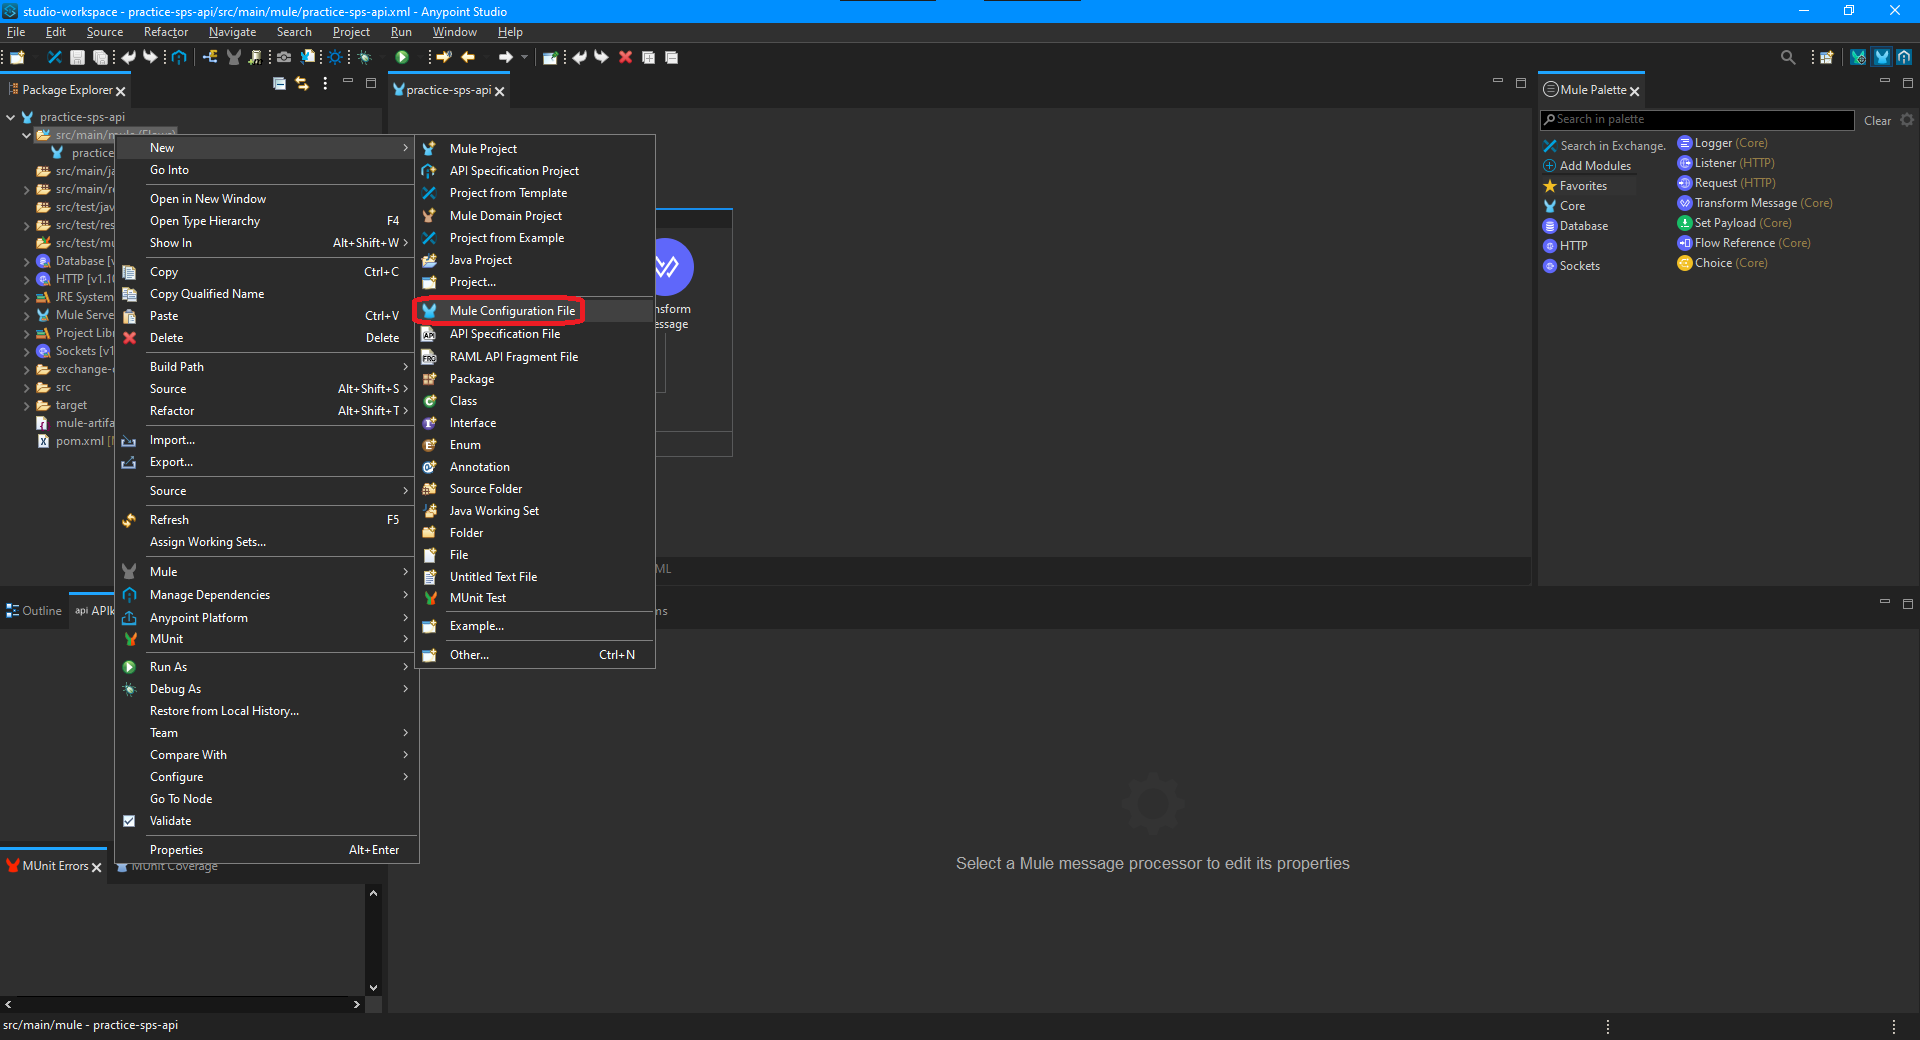 studio-workspace - practice-sps-api/src/main/mule/practice-sps-api.xml - Anypoint Studio
File Edit Source Refactor Navigate Search Project Run Window Help
Package Explorer
practice-sps-api
Mule Palette
practice-sps-api
src/main/mule (Flows)
practice
src/main/ja
src/main/re
src/test/jav
src/test/res
src/test/mu
Database [v
HTTP [v1.10
JRE System
Mule Serve
Project Libr
Sockets [v1
exchange-
src
target
mule-artifa
pom.xml
New
Go Into
Open in New Window
Open Type Hierarchy F4
Show In Alt+Shift+W
Copy Ctrl+C
Copy Qualified Name
Paste Ctrl+V
Delete Delete
Build Path
Source Alt+Shift+S
Refactor Alt+Shift+T
Import...
Export...
Source
Refresh F5
Assign Working Sets...
Mule
Manage Dependencies
Anypoint Platform
MUnit
Run As
Debug As
Restore from Local History...
Team
Compare With
Configure
Go To Node
Validate
Properties Alt+Enter
Mule Project
API Specification Project
Project from Template
Mule Domain Project
Project from Example
Java Project
Project...
Mule Configuration File
API Specification File
RAML API Fragment File
Package
Class
Interface
Enum
Annotation
Source Folder
Java Working Set
Folder
File
Untitled Text File
MUnit Test
Example...
Other... Ctrl+N
nsform
essage
ML
ns
Search in palette
Clear
Search in Exchange.
Add Modules
Favorites
Core
Database
HTTP
Sockets
Logger (Core)
Listener (HTTP)
Request (HTTP)
Transform Message (Core)
Set Payload (Core)
Flow Reference (Core)
Choice (Core)
Outline
api APIk
Select a Mule message processor to edit its properties
MUnit Errors
MUnit Coverage
src/main/mule - practice-sps-api